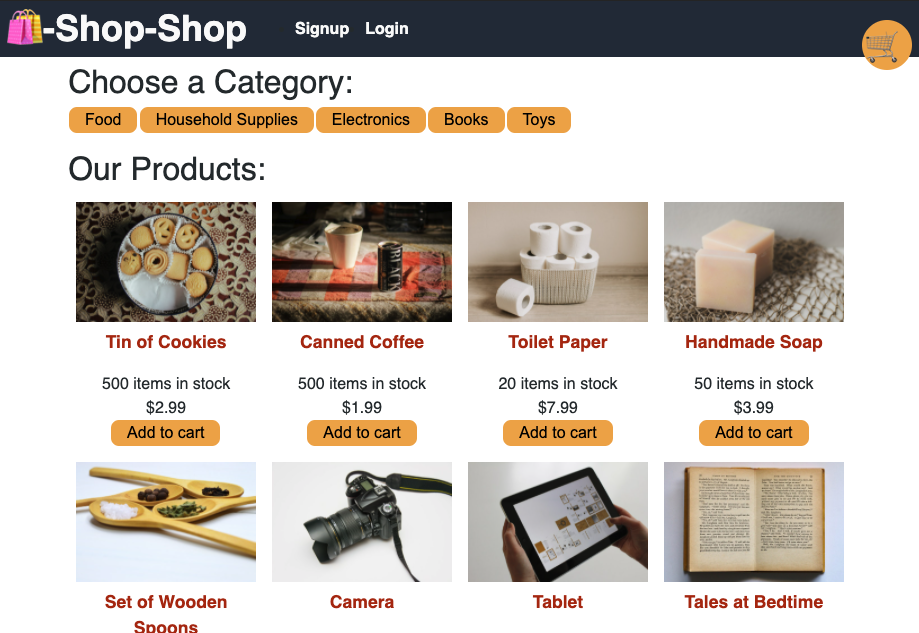 -Shop-Shop
Signup Login
Choose a Category:
Food Household Supplies Electronics Books Toys
Our Products:
BLACK
Tin of Cookies Canned Coffee Toilet Paper Handmade Soap
500 items in stock 500 items in stock 20 items in stock 50 items in stock
$2.99 $1.99 $7.99 $3.99
Add to cart Add to cart Add to cart Add to cart
Set of Wooden Spoons Camera Tablet Tales at Bedtime